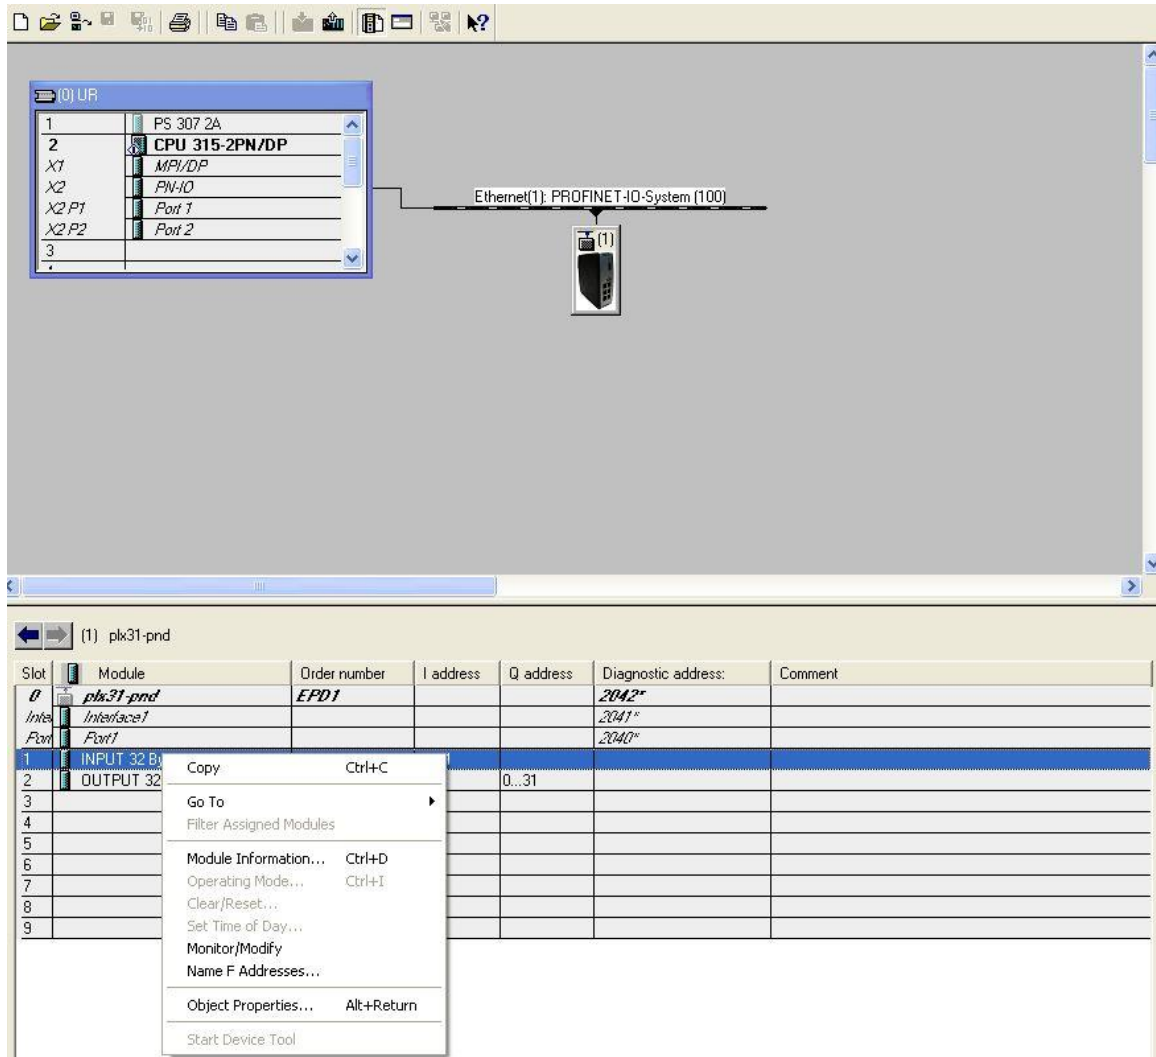 (0) UR
1 PS 307 2A
2 CPU 315-2PN/DP
X1 MPI/DP
X2 PN-IO
X2 P1 Port 1
X2 P2 Port 2
3
Ethernet(1): PROFINET-IO-System (100)
(1)
(1) plx31-pnd
Slot Module Order number I address Q address Diagnostic address: Comment
0 plx31-pnd EPD1 2042*
Inte Interface1 2041*
Port Port1 2040*
1 INPUT 32 B
2 OUTPUT 32 0...31
3
4
5
6
7
8
9
Copy Ctrl+C
Go To
Filter Assigned Modules
Module Information... Ctrl+D
Operating Mode... Ctrl+I
Clear/Reset...
Set Time of Day...
Monitor/Modify
Name F Addresses...
Object Properties... Alt+Return
Start Device Tool